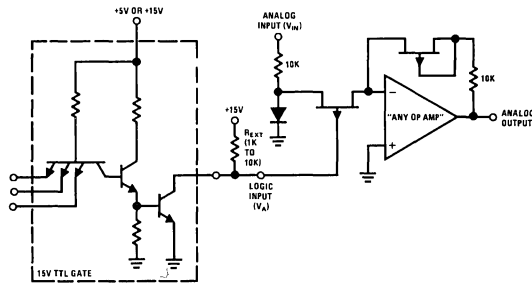 +5V OR +15V
ANALOG
INPUT (VIN)
10K
10K
+15V
REXT
(1K
TO
10K)
"ANY OP AMP"
−
+
ANALOG
OUTPUT
LOGIC
INPUT
(VA)
15V TTL GATE